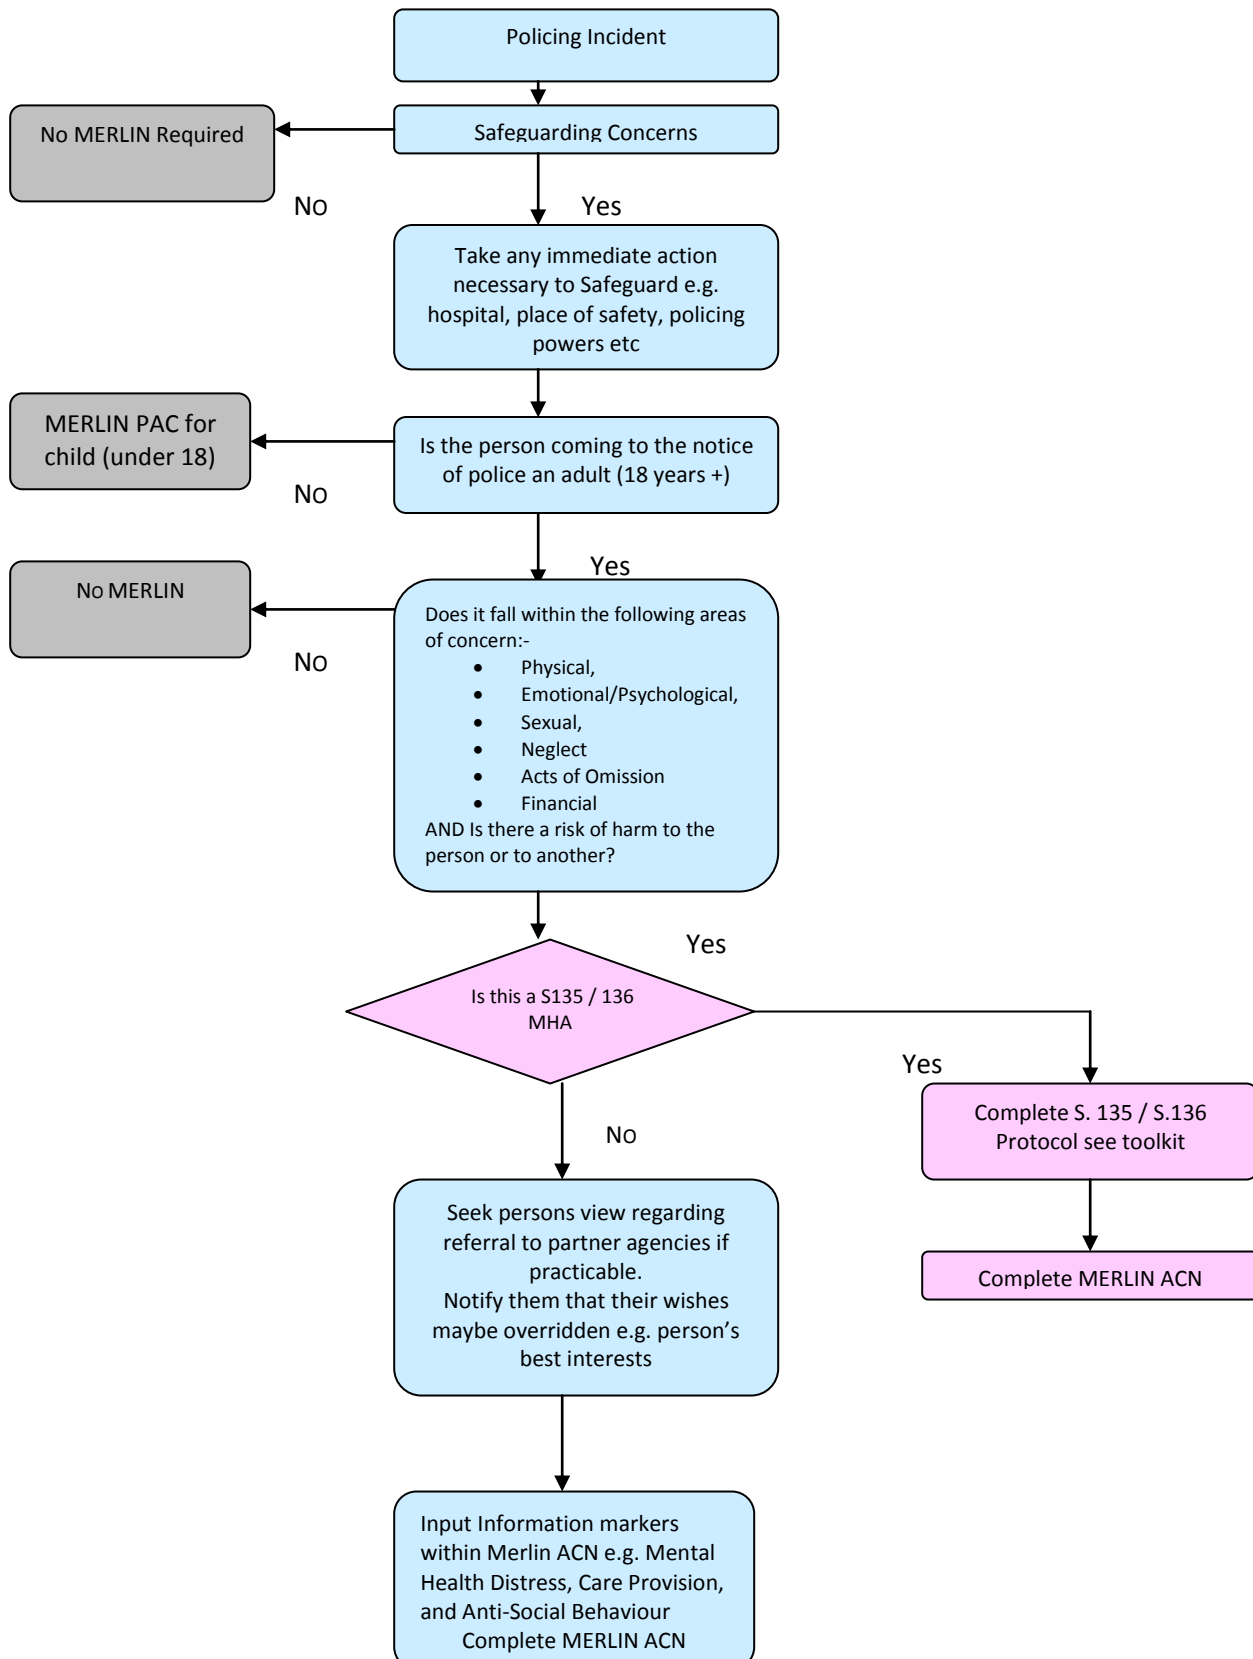 Policing Incident
No MERLIN Required
Safeguarding Concerns
No
Yes
Take any immediate action
necessary to Safeguard e.g.
hospital, place of safety, policing
powers etc
MERLIN PAC for
child (under 18)
Is the person coming to the notice
of police an adult (18 years +)
No
Yes
No MERLIN
No
Does it fall within the following areas
of concern:-
• Physical,
• Emotional/Psychological,
• Sexual,
• Neglect
• Acts of Omission
• Financial
AND Is there a risk of harm to the
person or to another?
Yes
Is this a S135 / 136
MHA
Yes
Complete S. 135 / S.136
Protocol see toolkit
No
Seek persons view regarding
referral to partner agencies if
practicable.
Notify them that their wishes
maybe overridden e.g. person’s
best interests
Complete MERLIN ACN
Input Information markers
within Merlin ACN e.g. Mental
Health Distress, Care Provision,
and Anti-Social Behaviour
Complete MERLIN ACN